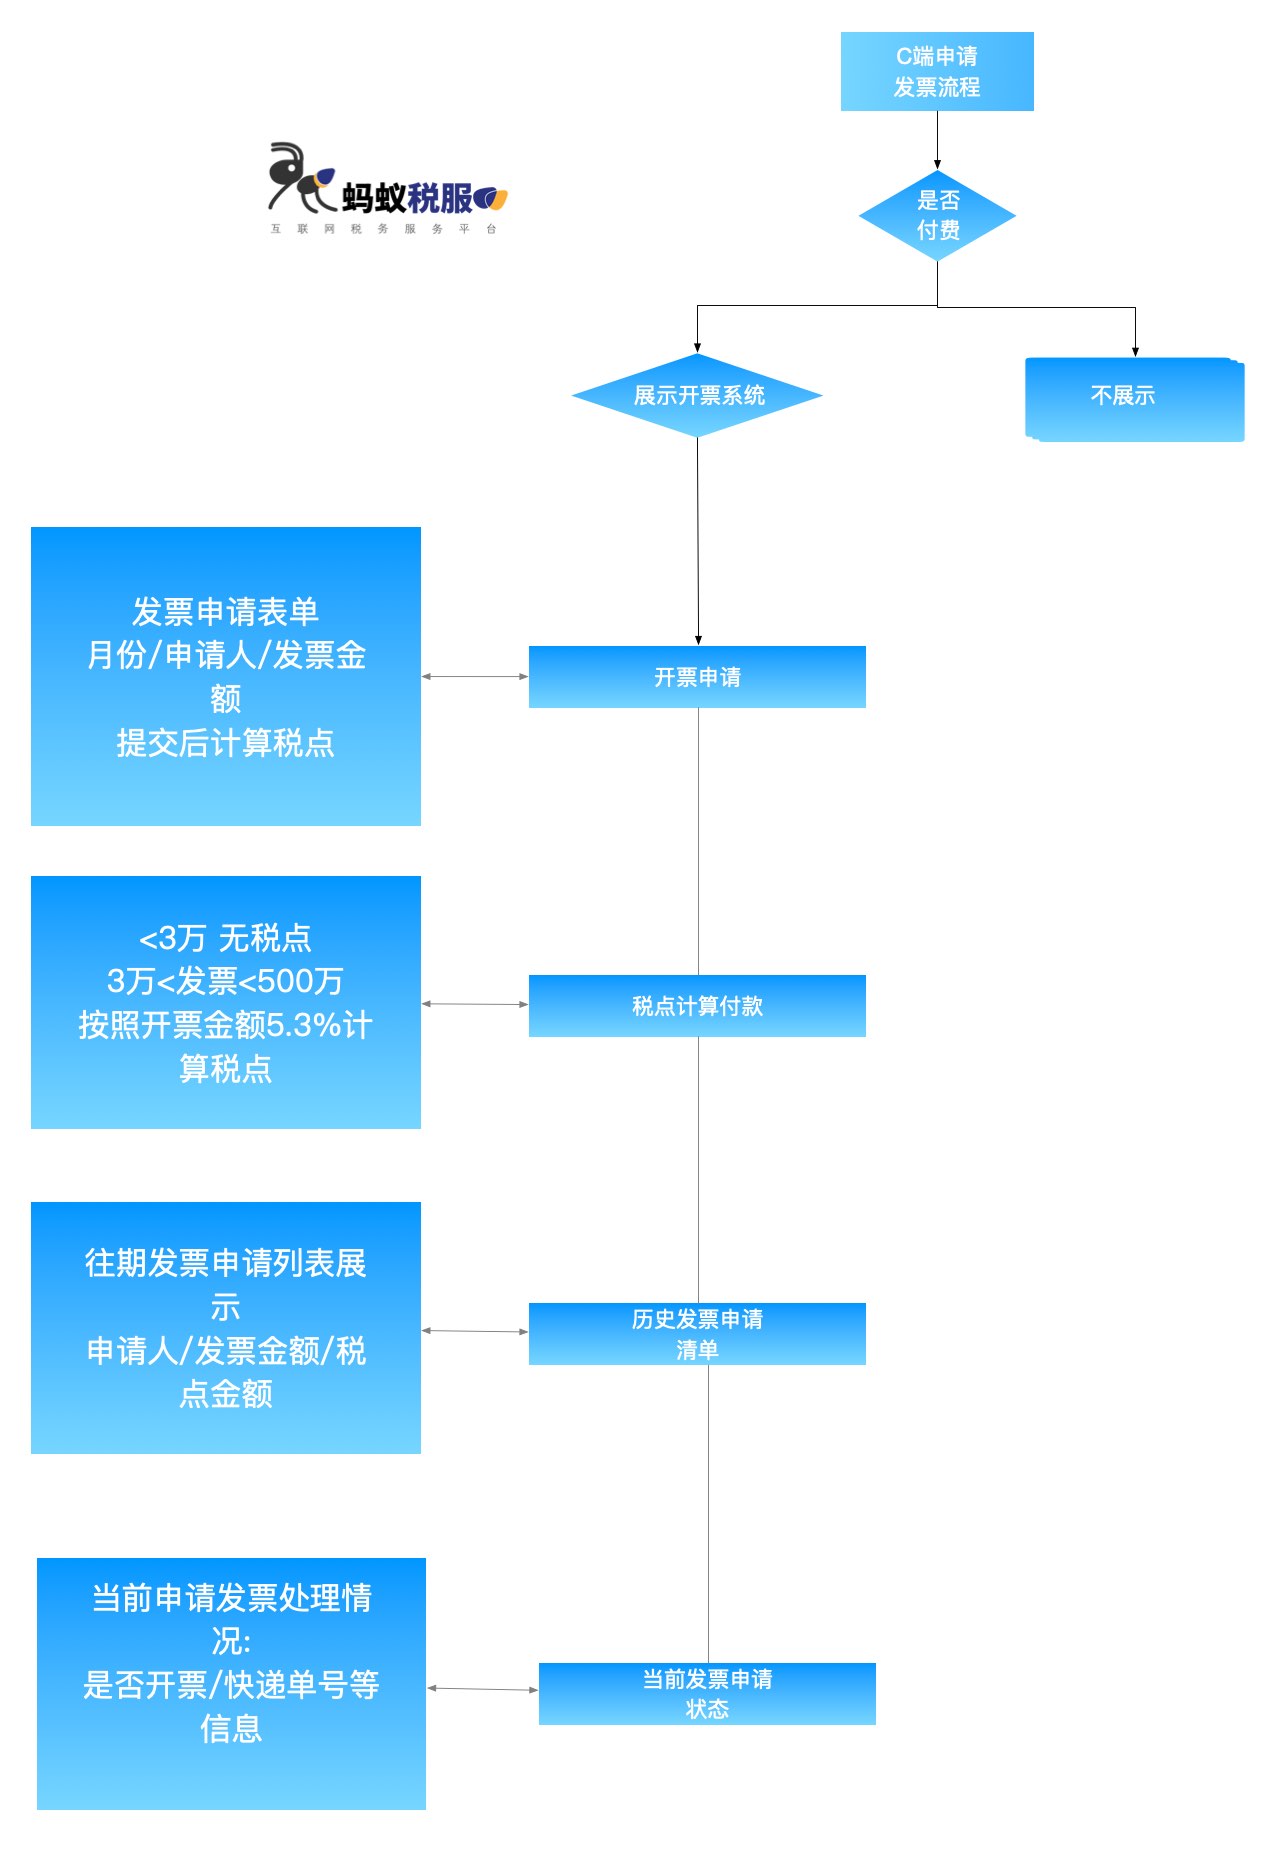 C端申请
发票流程
蚂蚁税服
互联网税务服务平台
是否
付费
展示开票系统
不展示
发票申请表单
月份/申请人/发票金
额
提交后计算税点
开票申请
<3万 无税点
3万<发票<500万
按照开票金额5.3%计
算税点
税点计算付款
往期发票申请列表展
示
申请人/发票金额/税
点金额
历史发票申请
清单
当前申请发票处理情
况:
是否开票/快递单号等
信息
当前发票申请
状态